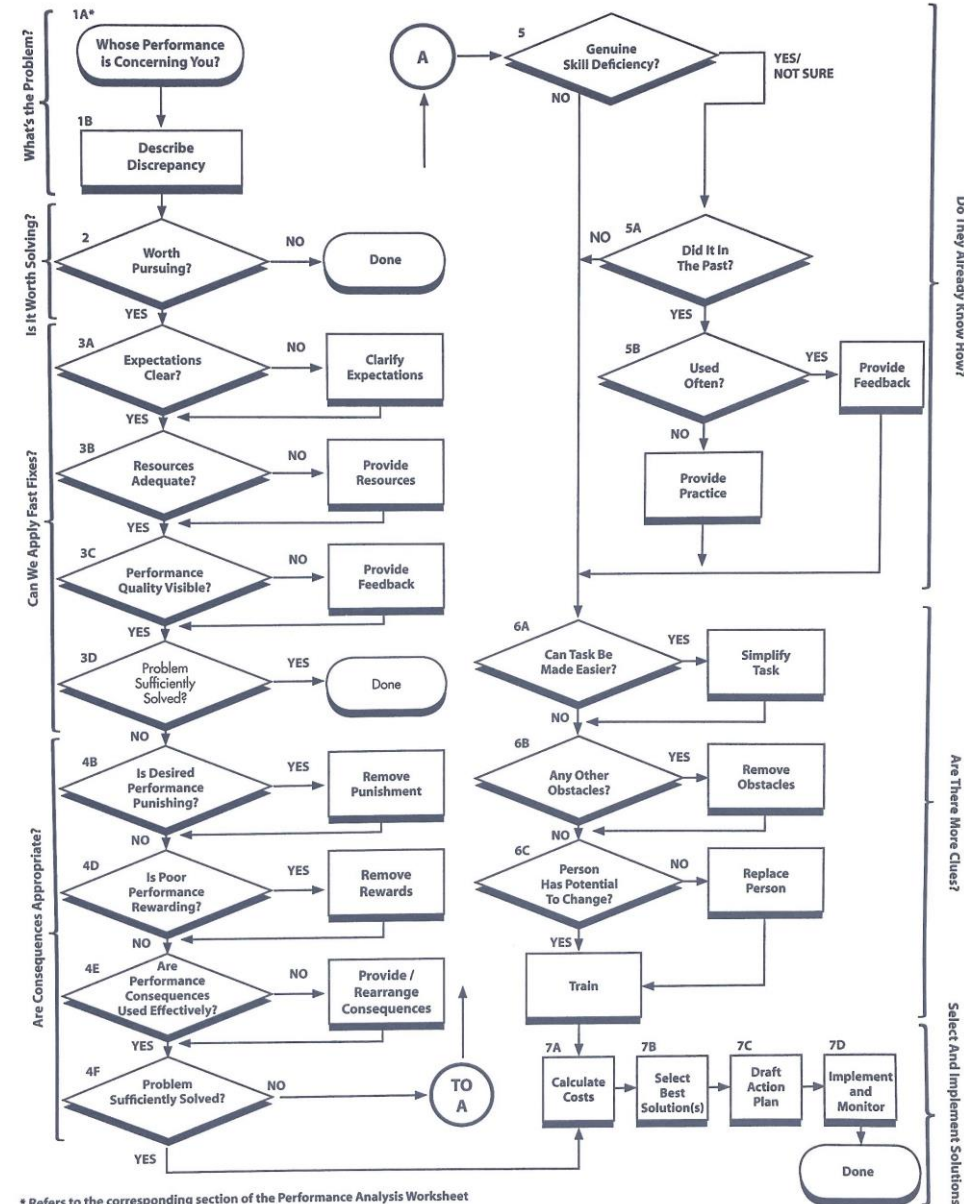 What's the Problem?
1A*
Whose Performance
is Concerning You?
1B
Describe
Discrepancy
Is It Worth Solving?
2
Worth
Pursuing?
NO
Done
YES
Can We Apply Fast Fixes?
3A
Expectations
Clear?
NO
Clarify
Expectations
YES
3B
Resources
Adequate?
NO
Provide
Resources
YES
3C
Performance
Quality Visible?
NO
Provide
Feedback
YES
3D
Problem
Sufficiently
Solved?
YES
Done
NO
Are Consequences Appropriate?
4B
Is Desired
Performance
Punishing?
YES
Remove
Punishment
NO
4D
Is Poor
Performance
Rewarding?
YES
Remove
Rewards
NO
4E
Are
Performance
Consequences
Used Effectively?
NO
Provide /
Rearrange
Consequences
YES
4F
Problem
Sufficiently Solved?
NO
TO
A
YES
A
5
Genuine
Skill Deficiency?
YES/
NOT SURE
NO
Do They Already Know How?
5A
Did It In
The Past?
NO
YES
5B
Used
Often?
YES
Provide
Feedback
NO
Provide
Practice
Are There More Clues?
6A
Can Task Be
Made Easier?
YES
Simplify
Task
NO
6B
Any Other
Obstacles?
YES
Remove
Obstacles
NO
6C
Person
Has Potential
To Change?
NO
Replace
Person
YES
Train
Select And Implement Solutions
7A
Calculate
Costs
7B
Select
Best
Solution(s)
7C
Draft
Action
Plan
7D
Implement
and
Monitor
Done
* Refers to the corresponding section of the Performance Analysis Worksheet